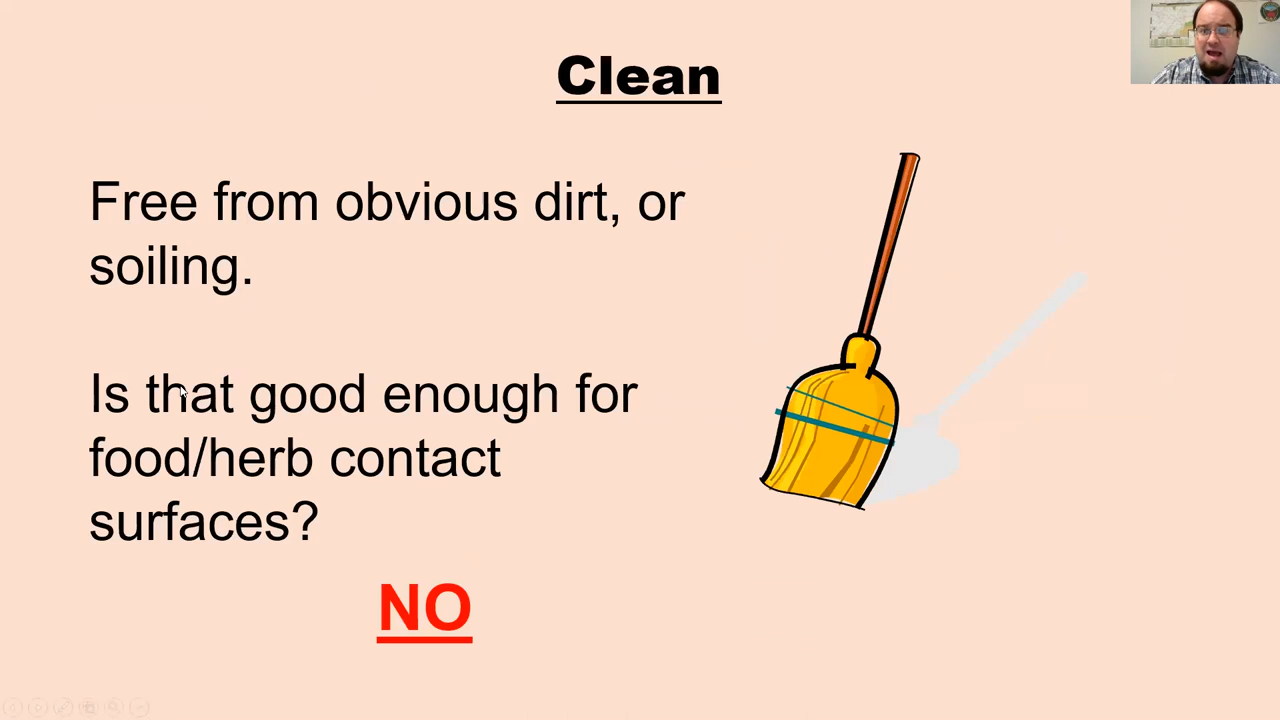 Clean
Free from obvious dirt, or
soiling.
Is that good enough for
food/herb contact
surfaces?
NO